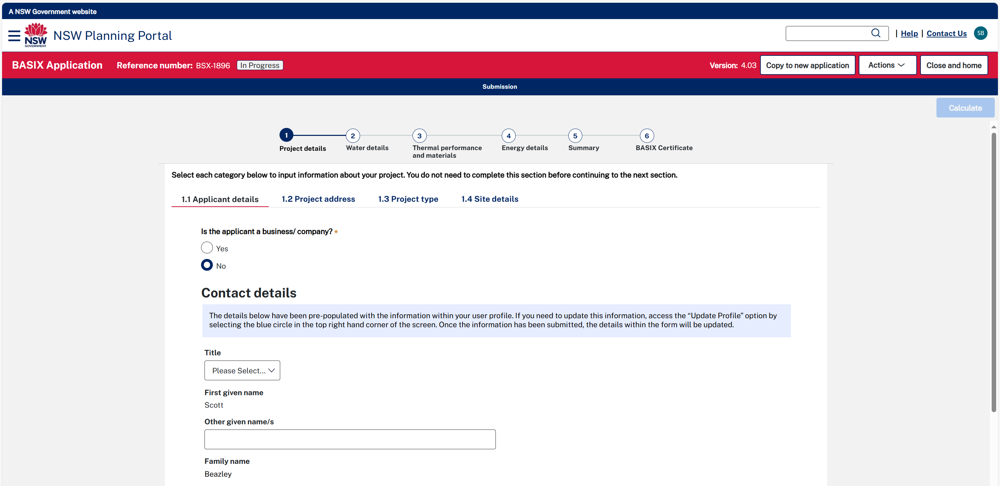 A NSW Government website
NSW GOVERNMENT
NSW Planning Portal
| Help | Contact Us SB
BASIX Application Reference number: BSX-1896 In Progress Version: 4.03 Copy to new application Actions Close and home
Submission
Calculate
1 2 3 4 5 6
Project details Water details Thermal performance and materials Energy details Summary BASIX Certificate
Select each category below to input information about your project. You do not need to complete this section before continuing to the next section.
1.1 Applicant details 1.2 Project address 1.3 Project type 1.4 Site details
Is the applicant a business/ company? *
Yes
No
Contact details
The details below have been pre-populated with the information within your user profile. If you need to update this information, access the “Update Profile” option by
selecting the blue circle in the top right hand corner of the screen. Once the information has been submitted, the details within the form will be updated.
Title
Please Select...
First given name
Scott
Other given name/s
Family name
Beazley